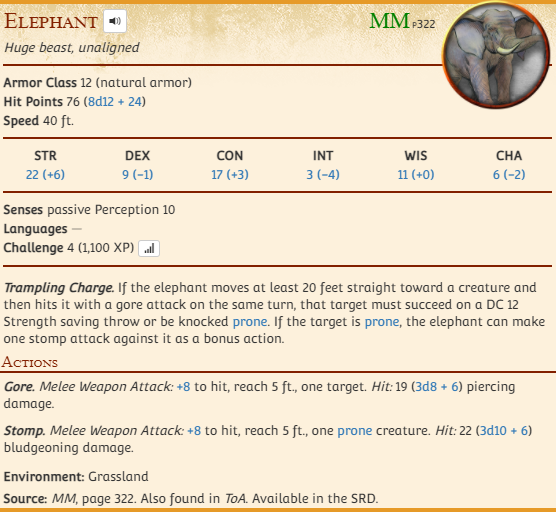 ELEPHANT
MM P322
Huge beast, unaligned
Armor Class 12 (natural armor)
Hit Points 76 (8d12 + 24)
Speed 40 ft.
STR DEX CON INT WIS CHA
22 (+6) 9 (−1) 17 (+3) 3 (−4) 11 (+0) 6 (−2)
Senses passive Perception 10
Languages —
Challenge 4 (1,100 XP)
Trampling Charge. If the elephant moves at least 20 feet straight toward a creature and
then hits it with a gore attack on the same turn, that target must succeed on a DC 12
Strength saving throw or be knocked prone. If the target is prone, the elephant can make
one stomp attack against it as a bonus action.
ACTIONS
Gore. Melee Weapon Attack: +8 to hit, reach 5 ft., one target. Hit: 19 (3d8 + 6) piercing
damage.
Stomp. Melee Weapon Attack: +8 to hit, reach 5 ft., one prone creature. Hit: 22 (3d10 + 6)
bludgeoning damage.
Environment: Grassland
Source: MM, page 322. Also found in ToA. Available in the SRD.